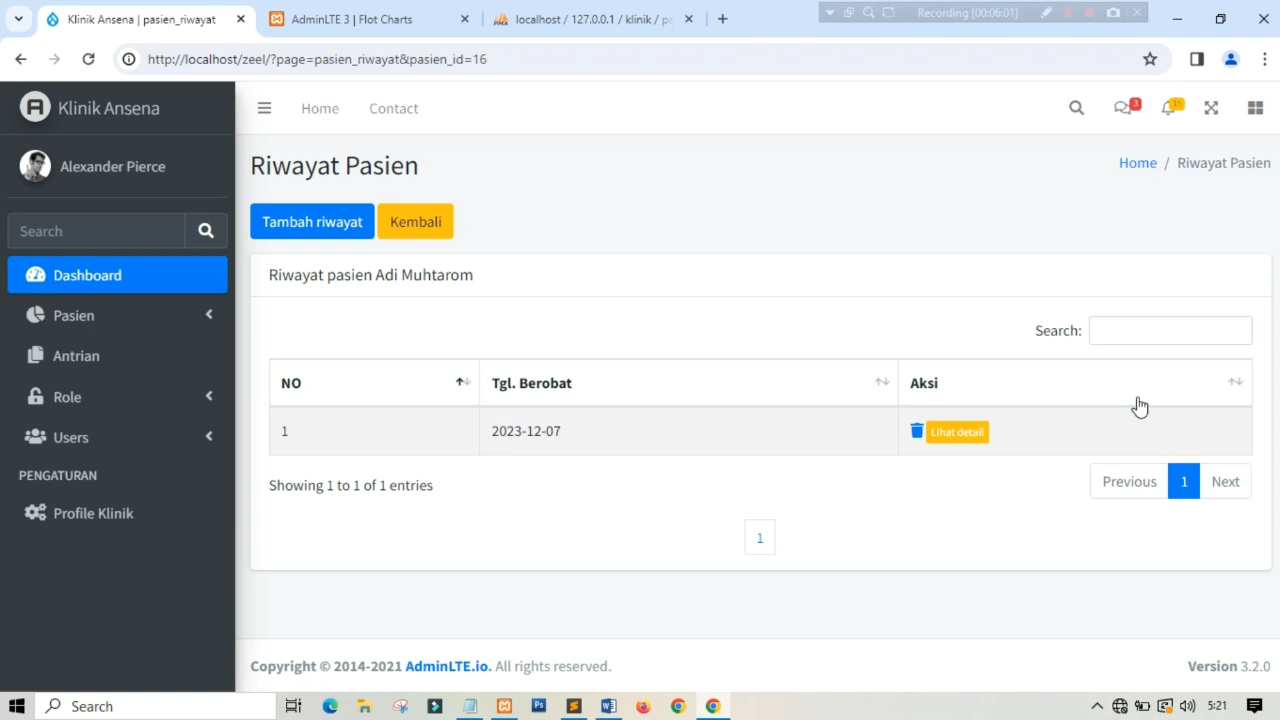 Klinik Ansena | pasien_riwayat
AdminLTE 3 | Flot Charts
localhost / 127.0.0.1 / klinik / pa
Recording [00:06:01]
http://localhost/zeel/?page=pasien_riwayat&pasien_id=16
Klinik Ansena
Home
Contact
3
15
Alexander Pierce
Riwayat Pasien
Home / Riwayat Pasien
Search
Tambah riwayat
Kembali
Dashboard
Riwayat pasien Adi Muhtarom
Pasien
Search:
Antrian
NO
Tgl. Berobat
Aksi
Role
1
2023-12-07
Lihat detail
Users
PENGATURAN
Showing 1 to 1 of 1 entries
Previous
1
Next
Profile Klinik
1
Copyright © 2014-2021 AdminLTE.io. All rights reserved.
Version 3.2.0
Search
5:21